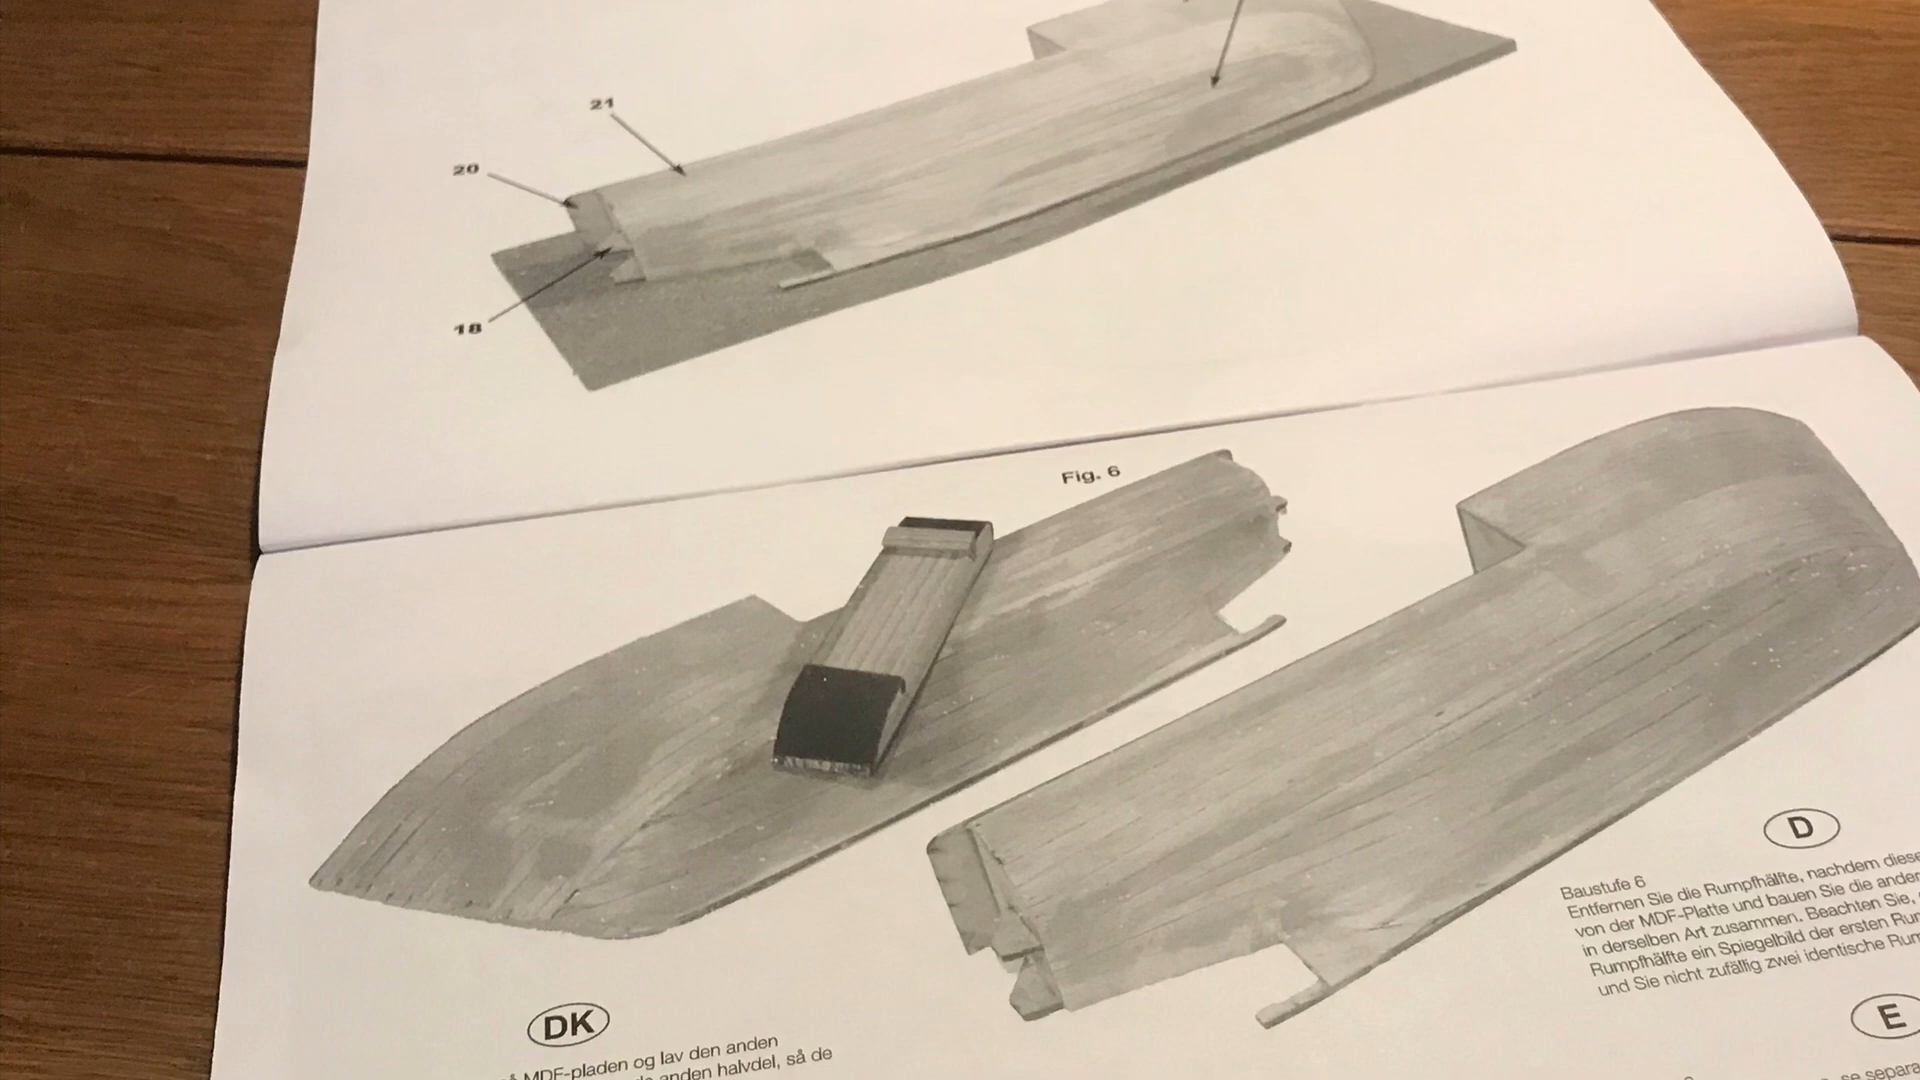 21
20
18
Fig. 6
D
Baustufe 6
Entfernen Sie die Rumpfhälfte, nachdem diese
von der MDF-Platte und bauen Sie die ander
in derselben Art zusammen. Beachten Sie,
Rumpfhälfte ein Spiegelbild der ersten Rum
und Sie nicht zufällig zwei identische Rum
DK
MDF-pladen og lav den anden
anden halvdel, så de
E
se separa